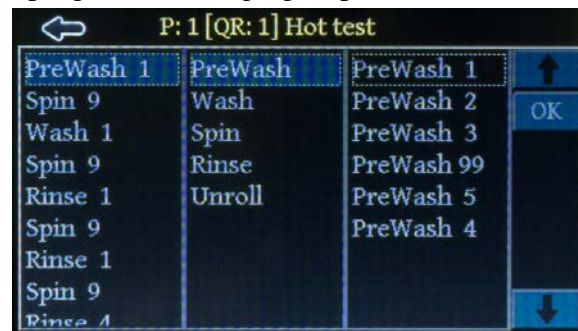 P: 1 [QR: 1] Hot test
PreWash 1
Spin 9
Wash 1
Spin 9
Rinse 1
Spin 9
Rinse 1
Spin 9
Rinse 4
PreWash
Wash
Spin
Rinse
Unroll
PreWash 1
PreWash 2
PreWash 3
PreWash 99
PreWash 5
PreWash 4
OK